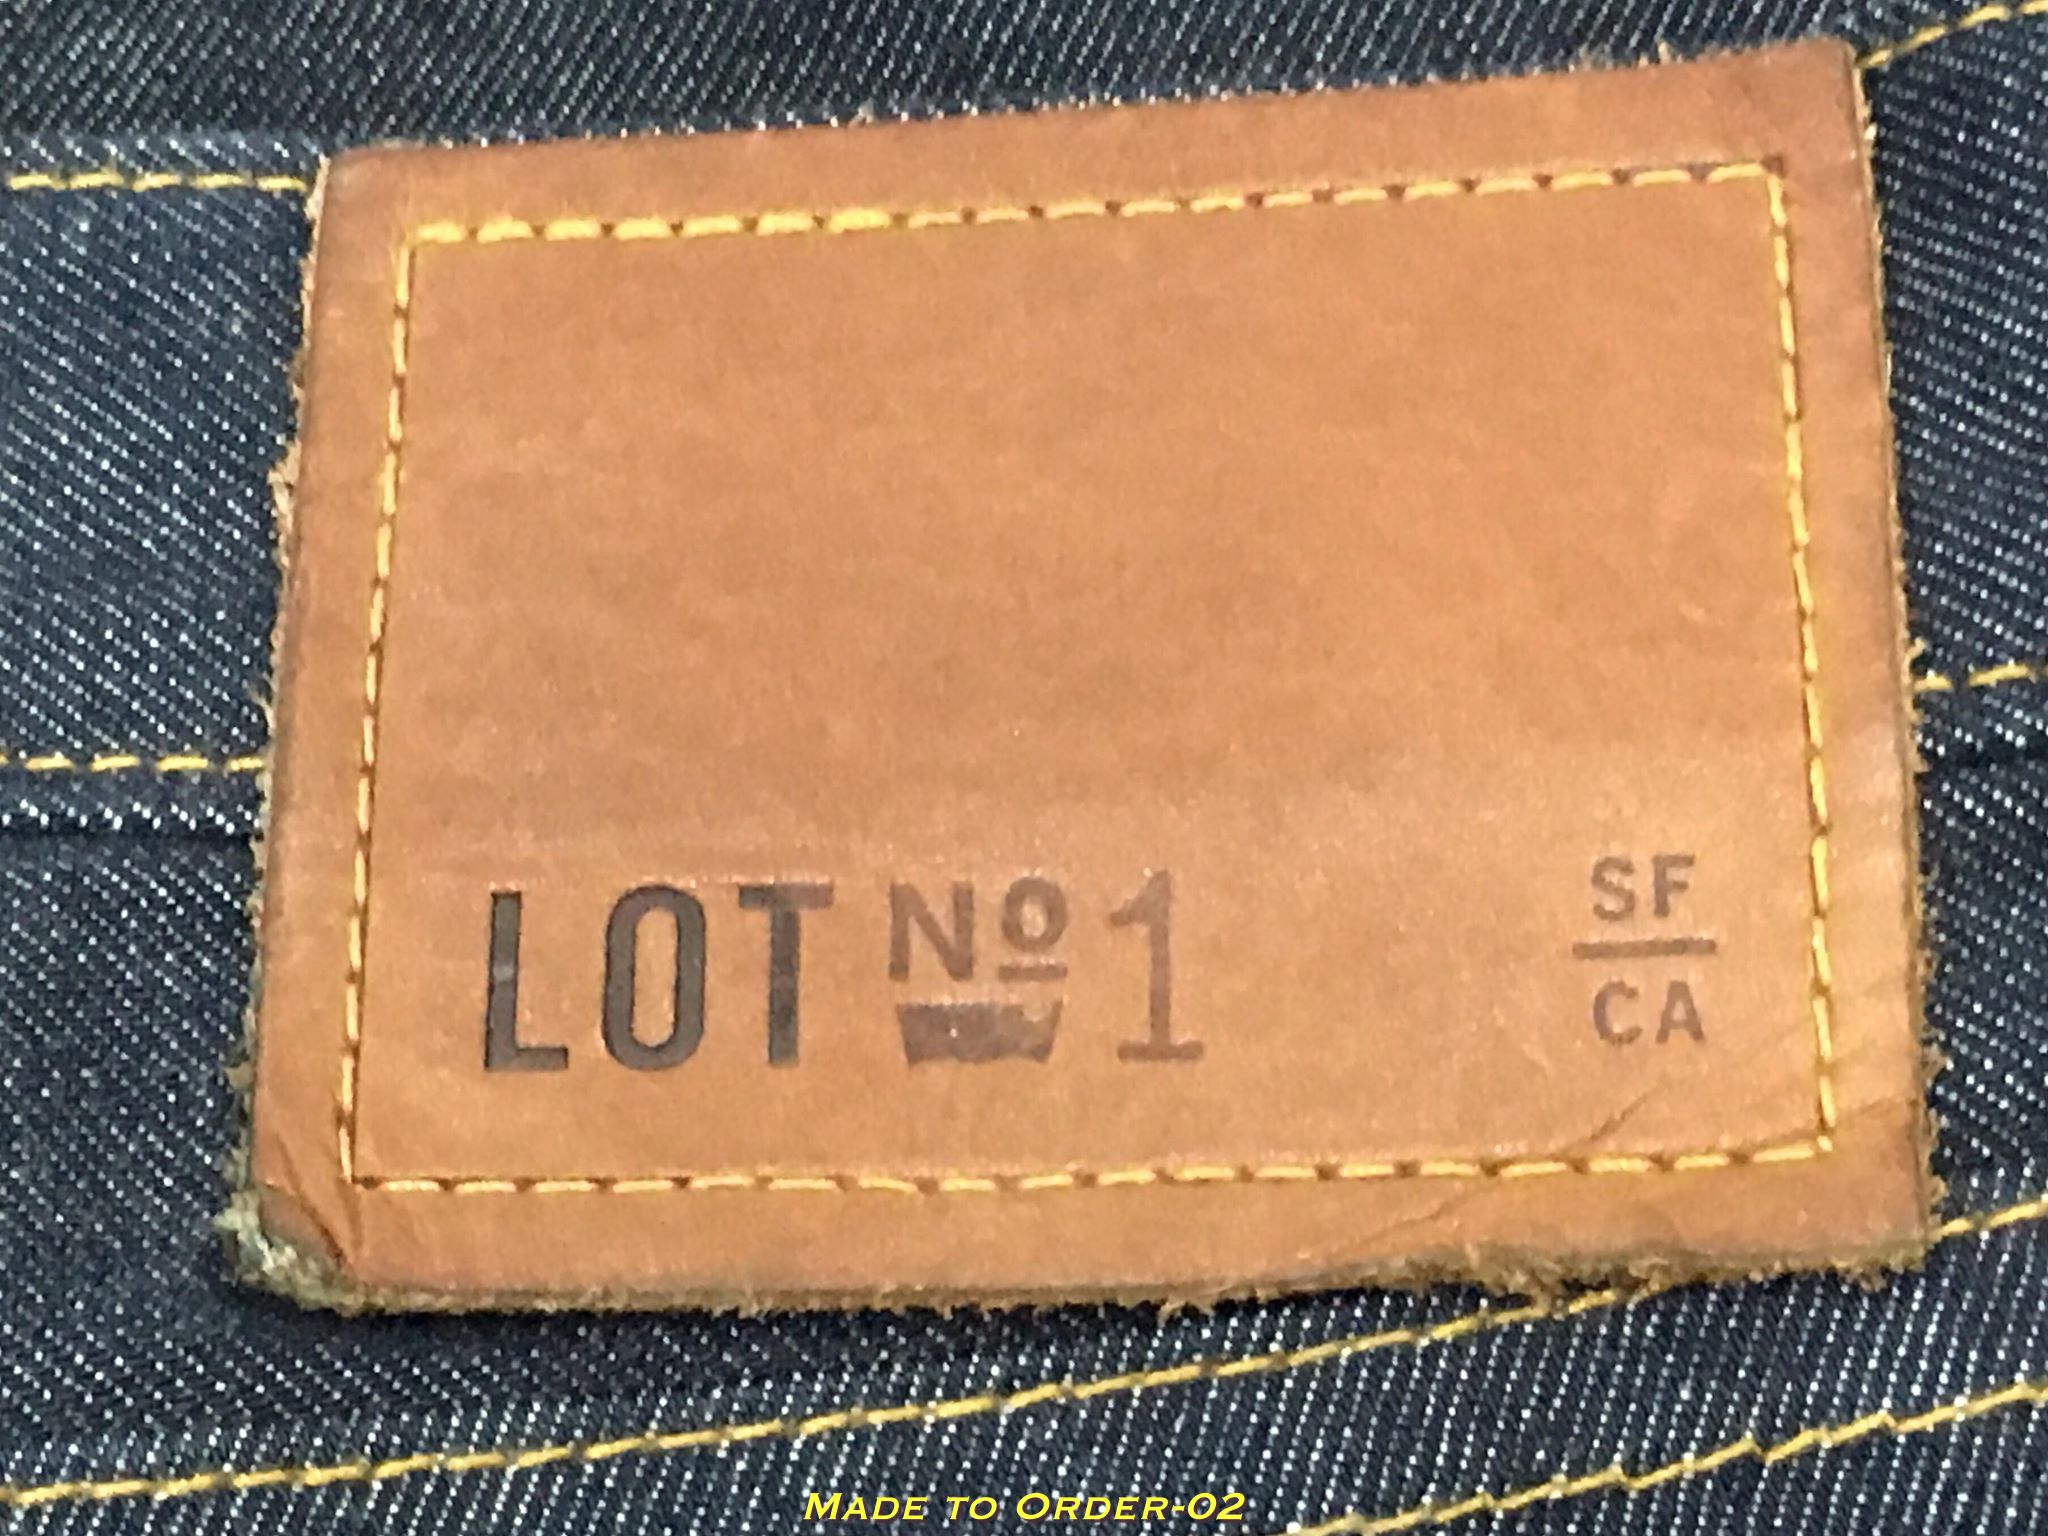 LOT Nº 1
SF
CA
MADE TO ORDER-02